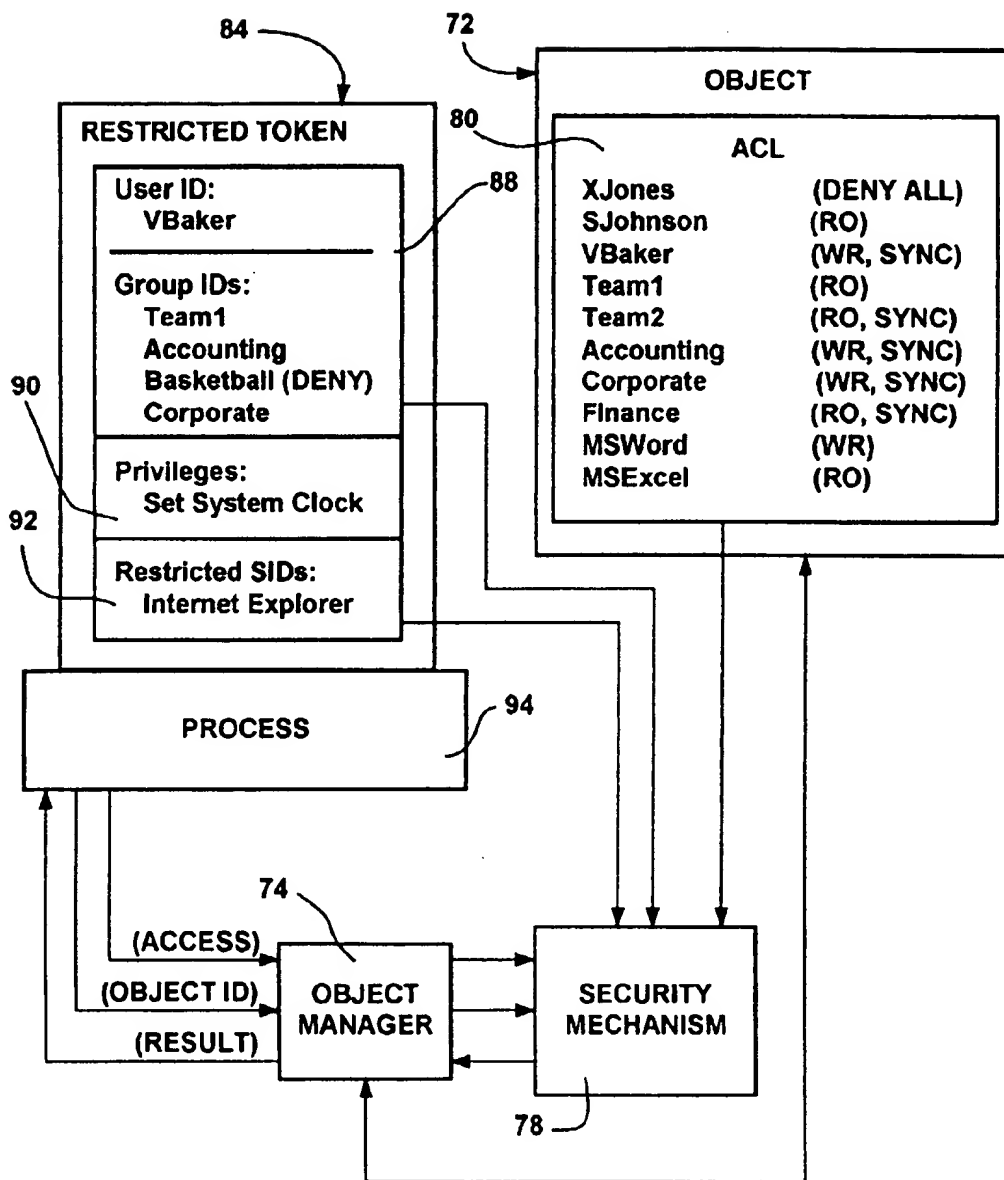 84
72
RESTRICTED TOKEN
User ID:
VBaker
88
Group IDs:
Team1
Accounting
Basketball (DENY)
Corporate
90
Privileges:
Set System Clock
92
Restricted SIDs:
Internet Explorer
OBJECT
80
ACL
XJones (DENY ALL)
SJohnson (RO)
VBaker (WR, SYNC)
Team1 (RO)
Team2 (RO, SYNC)
Accounting (WR, SYNC)
Corporate (WR, SYNC)
Finance (RO, SYNC)
MSWord (WR)
MSExcel (RO)
PROCESS
94
74
(ACCESS)
(OBJECT ID)
(RESULT)
OBJECT
MANAGER
SECURITY
MECHANISM
78